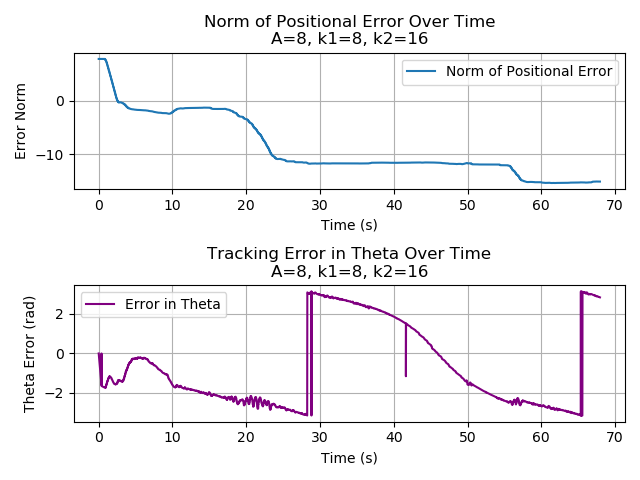 Norm of Positional Error Over Time
A=8, k1=8, k2=16
Norm of Positional Error
Error Norm
0
−10
0 10 20 30 40 50 60 70
Time (s)
Tracking Error in Theta Over Time
A=8, k1=8, k2=16
Error in Theta
Theta Error (rad)
2
0
−2
0 10 20 30 40 50 60 70
Time (s)